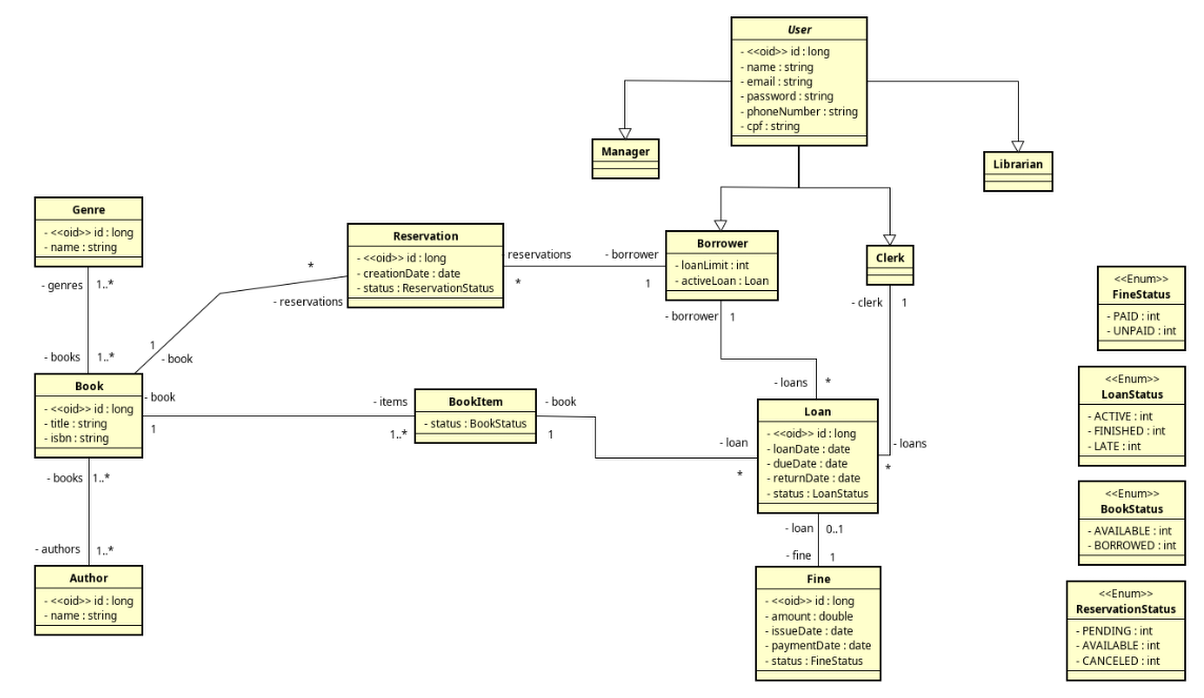 User
- <<oid>> id : long
- name : string
- email : string
- password : string
- phoneNumber : string
- cpf : string
Manager
Librarian
Genre
- <<oid>> id : long
- name : string
- genres
1..*
- books
1..*
Reservation
- <<oid>> id : long
- creationDate : date
- status : ReservationStatus
*
- reservations
1
- book
reservations
*
- borrower
1
Borrower
- loanLimit : int
- activeLoan : Loan
- borrower
1
Clerk
- clerk
1
<<Enum>>
FineStatus
- PAID : int
- UNPAID : int
Book
- <<oid>> id : long
- title : string
- isbn : string
- book
1
- items
1..*
BookItem
- status : BookStatus
- book
1
- loans
*
- loan
*
Loan
- <<oid>> id : long
- loanDate : date
- dueDate : date
- returnDate : date
- status : LoanStatus
- loans
*
<<Enum>>
LoanStatus
- ACTIVE : int
- FINISHED : int
- LATE : int
- books
1..*
- authors
1..*
Author
- <<oid>> id : long
- name : string
- loan
0..1
- fine
1
Fine
- <<oid>> id : long
- amount : double
- issueDate : date
- paymentDate : date
- status : FineStatus
<<Enum>>
BookStatus
- AVAILABLE : int
- BORROWED : int
<<Enum>>
ReservationStatus
- PENDING : int
- AVAILABLE : int
- CANCELED : int